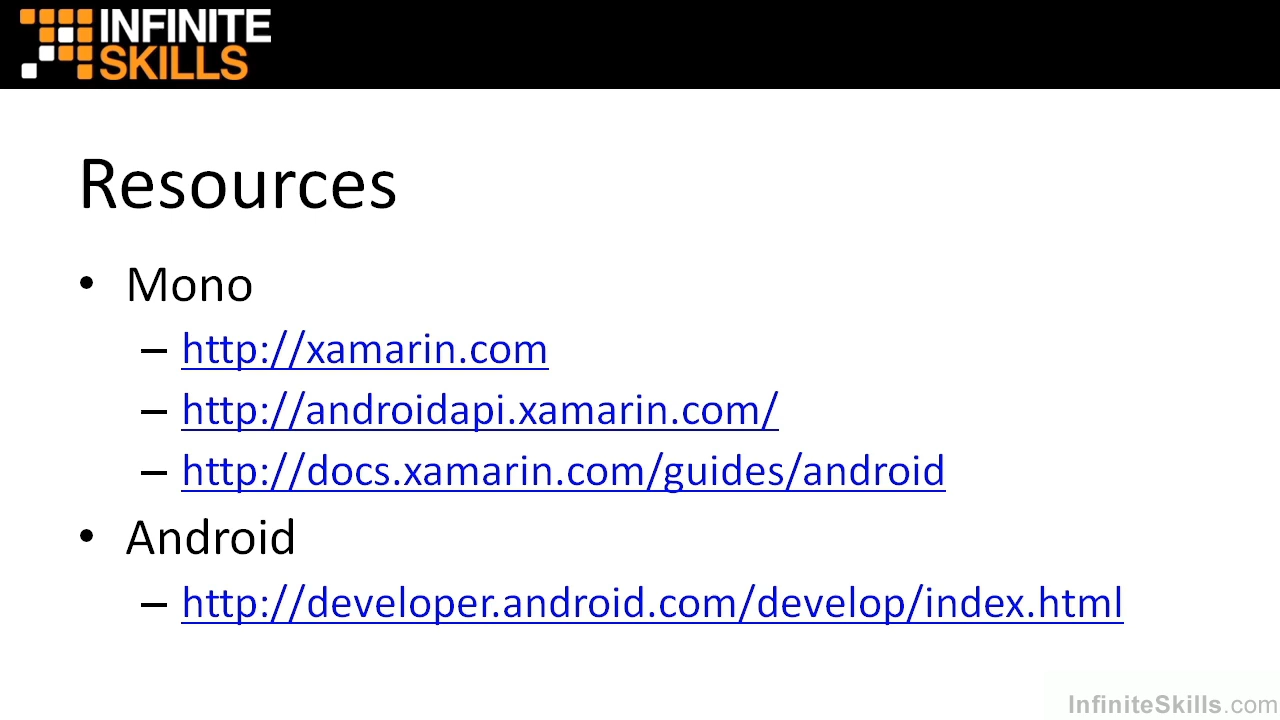 INFINITE
SKILLS
Resources
• Mono
– http://xamarin.com
– http://androidapi.xamarin.com/
– http://docs.xamarin.com/guides/android
• Android
– http://developer.android.com/develop/index.html
InfiniteSkills.com